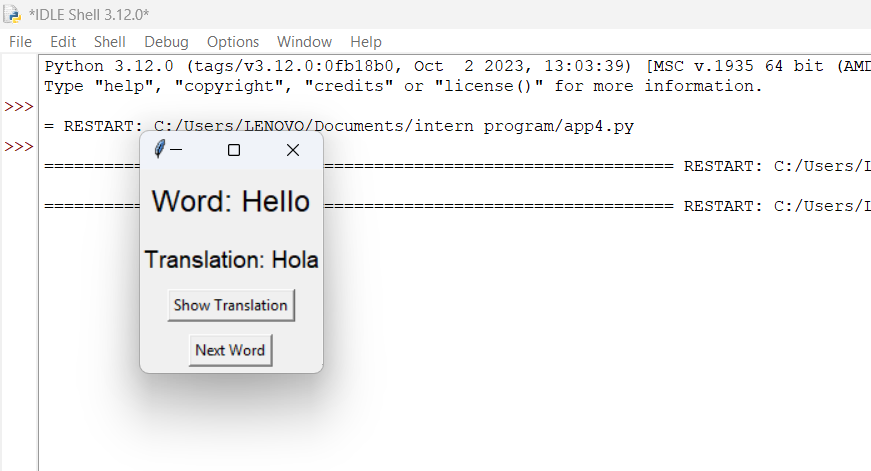 *IDLE Shell 3.12.0*
File Edit Shell Debug Options Window Help
Python 3.12.0 (tags/v3.12.0:0fb18b0, Oct  2 2023, 13:03:39) [MSC v.1935 64 bit (AMD
Type "help", "copyright", "credits" or "license()" for more information.
>>>
= RESTART: C:/Users/LENOVO/Documents/intern program/app4.py
>>>
=================================== RESTART: C:/Users/L
=================================== RESTART: C:/Users/L
Word: Hello
Translation: Hola
Show Translation
Next Word